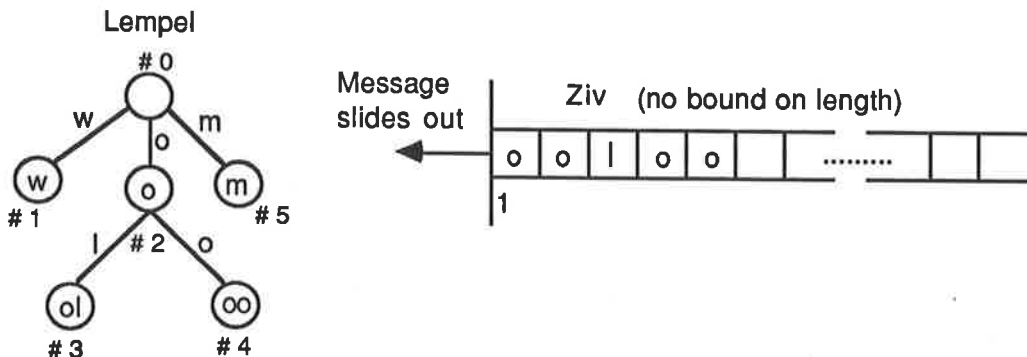 Lempel
# 0
w
o
m
w
# 1
o
# 2
m
# 5
l
o
ol
# 3
oo
# 4
Message
slides out
Ziv (no bound on length)
o o l o o .........
1